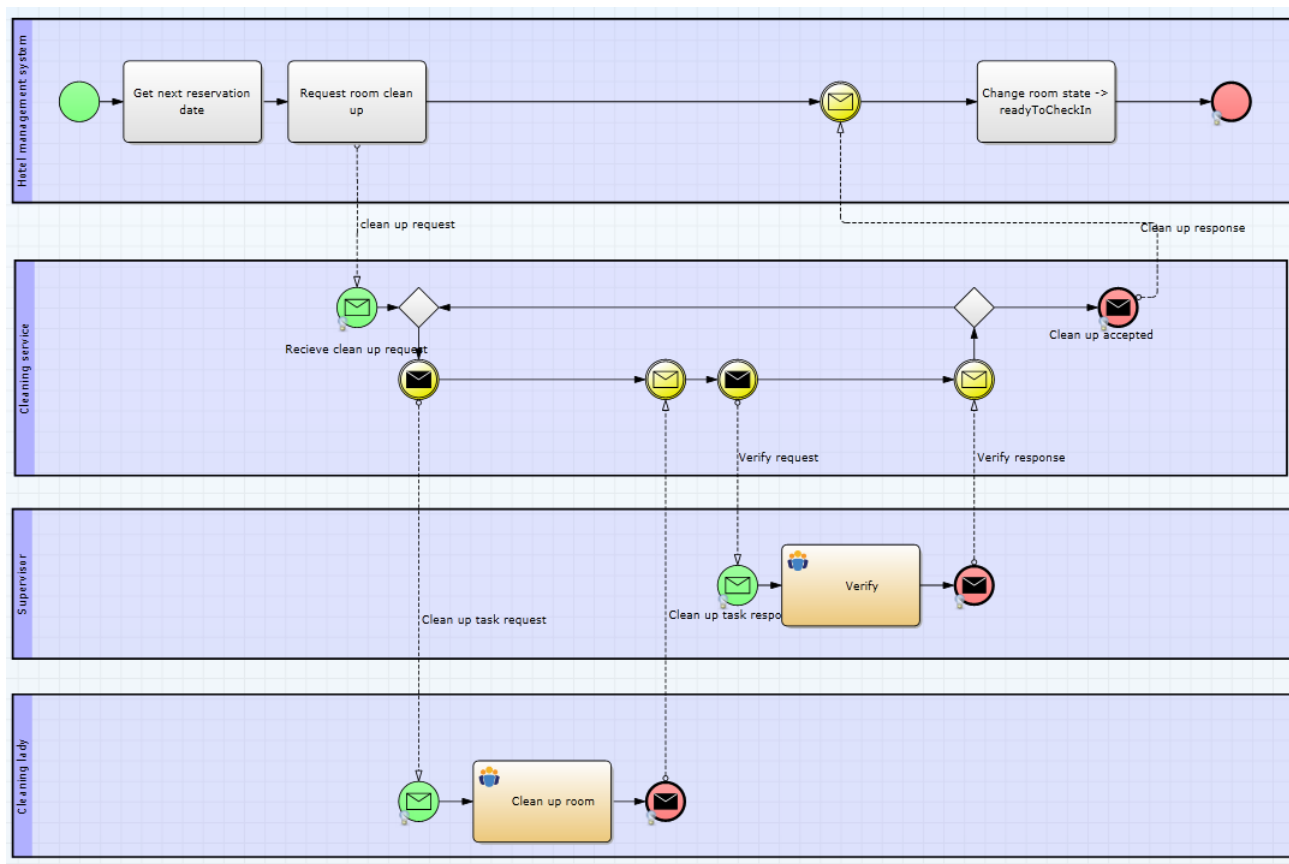 Hotel management system
Get next reservation
date
Request room clean
up
Change room state ->
readyToCheckIn
clean up request
Clean up response
Cleaning service
Recieve clean up request
Clean up accepted
Verify request
Verify response
Supervisor
Verify
Clean up task request
Clean up task respo
Cleaning lady
Clean up room